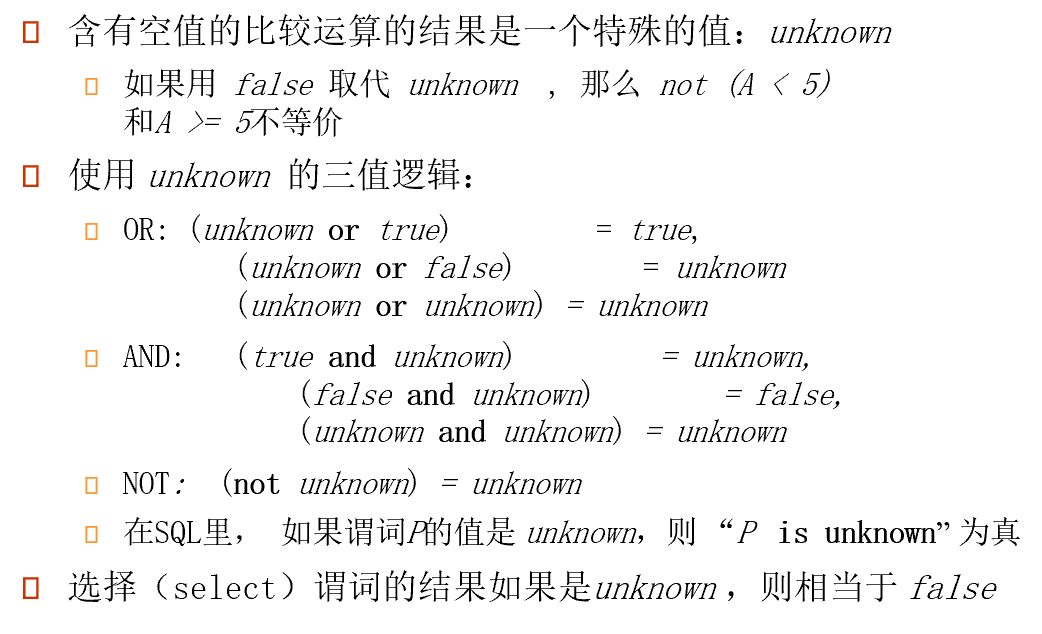 含有空值的比较运算的结果是一个特殊的值：unknown
如果用 false 取代 unknown , 那么 not (A < 5)
和A >= 5不等价
使用 unknown 的三值逻辑：
OR: (unknown or true) = true,
(unknown or false) = unknown
(unknown or unknown) = unknown
AND: (true and unknown) = unknown,
(false and unknown) = false,
(unknown and unknown) = unknown
NOT: (not unknown) = unknown
在SQL里， 如果谓词P的值是 unknown，则 “P is unknown” 为真
选择（select）谓词的结果如果是unknown ，则相当于 false